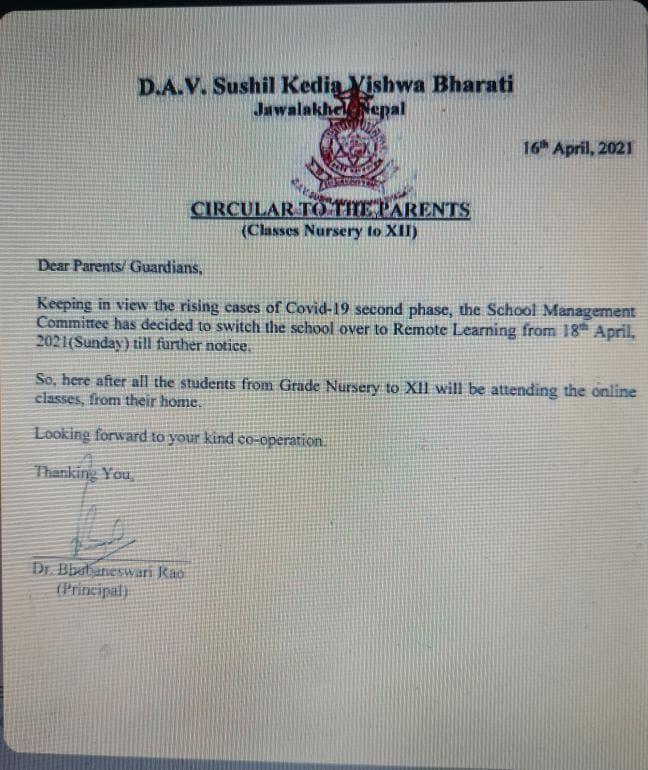 D.A.V. Sushil Kedia Vishwa Bharati
Jawalakhel, Nepal
16th April, 2021
CIRCULAR TO THE PARENTS
(Classes Nursery to XII)
Dear Parents/ Guardians,
Keeping in view the rising cases of Covid-19 second phase, the School Management
Committee has decided to switch the school over to Remote Learning from 18th April,
2021(Sunday) till further notice.
So, here after all the students from Grade Nursery to XII will be attending the online
classes, from their home.
Looking forward to your kind co-operation.
Thanking You,
Dr. Bhubaneswari Rao
(Principal)